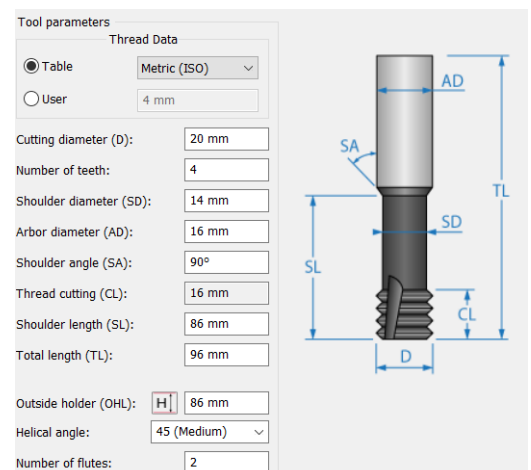 Tool parameters
Thread Data
Table Metric (ISO)
User 4 mm
Cutting diameter (D): 20 mm
Number of teeth: 4
Shoulder diameter (SD): 14 mm
Arbor diameter (AD): 16 mm
Shoulder angle (SA): 90º
Thread cutting (CL): 16 mm
Shoulder length (SL): 86 mm
Total length (TL): 96 mm
Outside holder (OHL): H 86 mm
Helical angle: 45 (Medium)
Number of flutes: 2
AD
SA
TL
SD
SL
CL
D